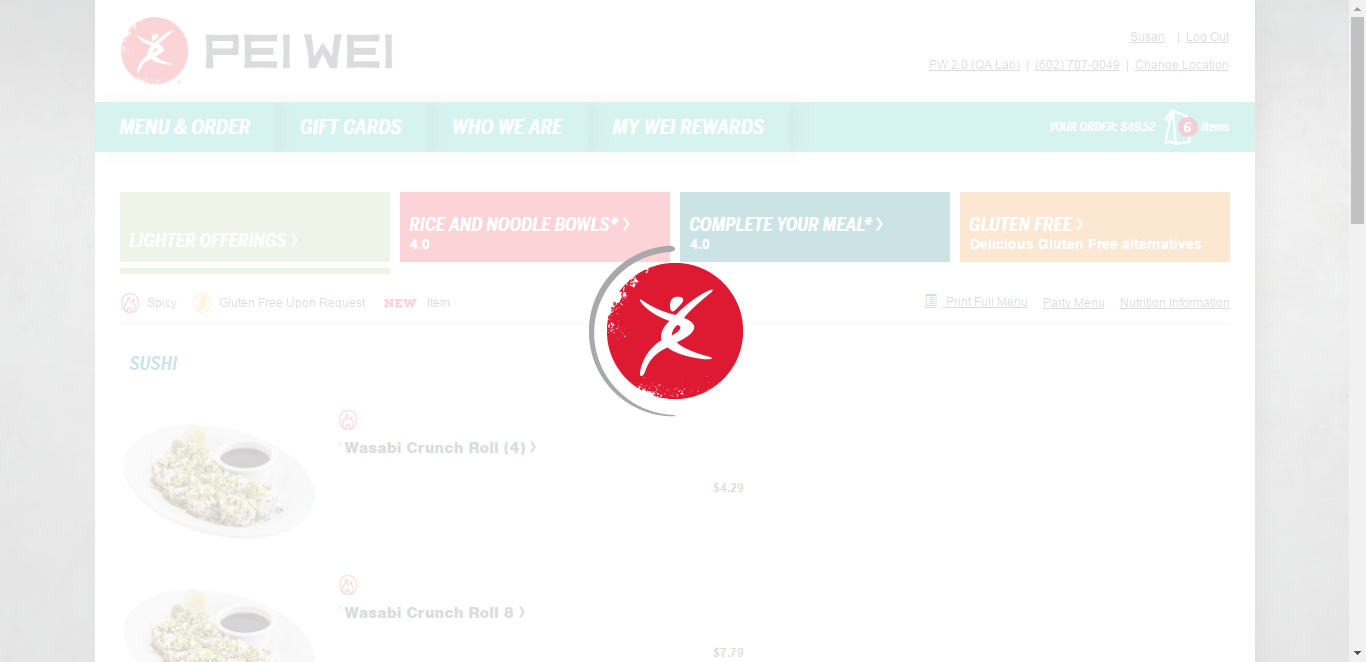 PEI WEI
Susan | Log Out
PW 2.0 (QA Lab) | (602) 707-0049 | Change Location
MENU & ORDER GIFT CARDS WHO WE ARE MY WEI REWARDS YOUR ORDER: $49.52 6 items
LIGHTER OFFERINGS >
RICE AND NOODLE BOWLS* >
4.0
COMPLETE YOUR MEAL* >
4.0
GLUTEN FREE >
Delicious Gluten Free alternatives
Spicy Gluten Free Upon Request NEW Item Print Full Menu Party Menu Nutrition Information
SUSHI
* Wasabi Crunch Roll (4) >
$4.29
* Wasabi Crunch Roll 8 >
$7.79